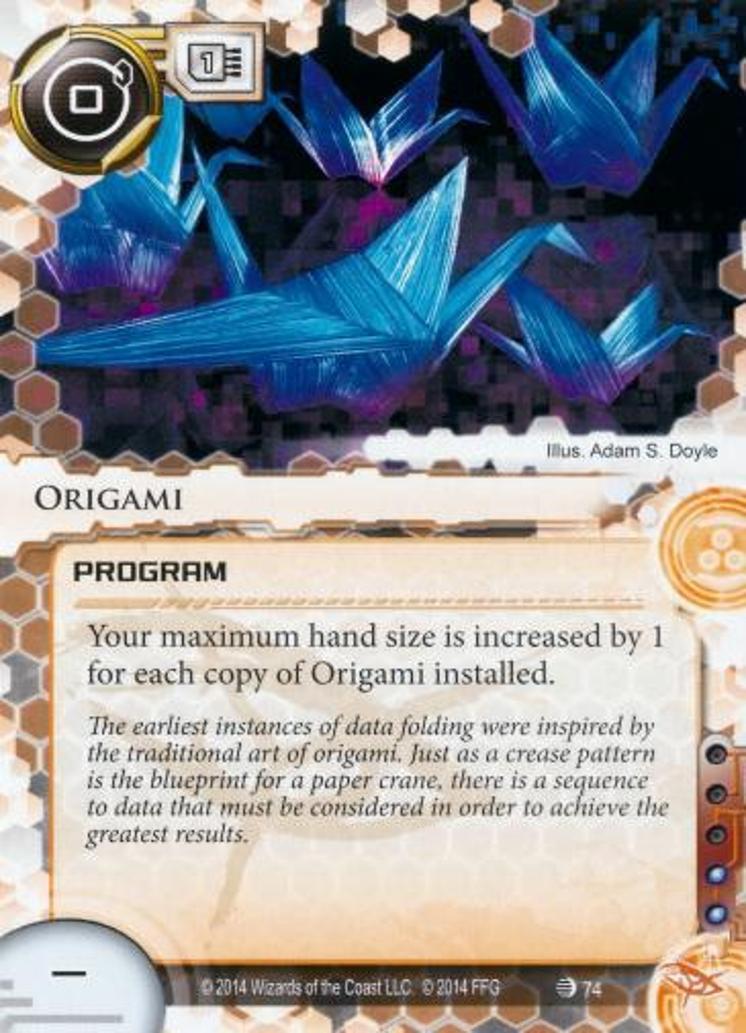 1
Illus. Adam S. Doyle
ORIGAMI
PROGRAM
Your maximum hand size is increased by 1
for each copy of Origami installed.
The earliest instances of data folding were inspired by
the traditional art of origami. Just as a crease pattern
is the blueprint for a paper crane, there is a sequence
to data that must be considered in order to achieve the
greatest results.
–
© 2014 Wizards of the Coast LLC. © 2014 FFG 74